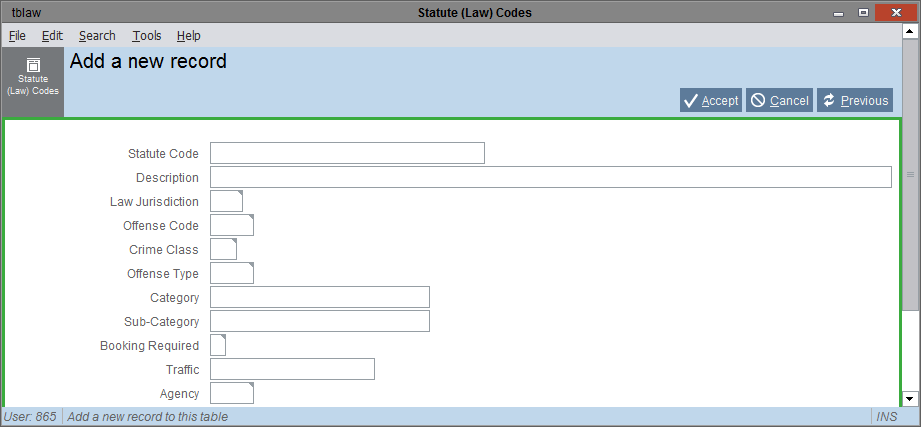 tblaw Statute (Law) Codes
File Edit Search Tools Help
Statute
(Law) Codes
Add a new record
Accept Cancel Previous
Statute Code
Description
Law Jurisdiction
Offense Code
Crime Class
Offense Type
Category
Sub-Category
Booking Required
Traffic
Agency
User: 865 Add a new record to this table INS